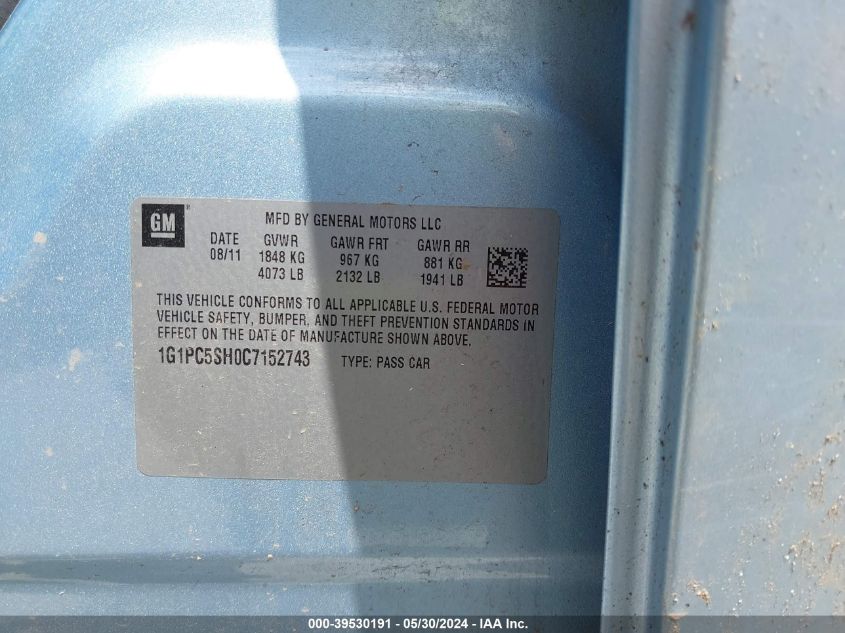 GM ® MFD BY GENERAL MOTORS LLC
DATE GVWR GAWR FRT GAWR RR
08/11 1848 KG 967 KG 881 KG
4073 LB 2132 LB 1941 LB
THIS VEHICLE CONFORMS TO ALL APPLICABLE U.S. FEDERAL MOTOR
VEHICLE SAFETY, BUMPER, AND THEFT PREVENTION STANDARDS IN
EFFECT ON THE DATE OF MANUFACTURE SHOWN ABOVE.
1G1PC5SH0C7152743 TYPE: PASS CAR
000-39530191 - 05/30/2024 - IAA Inc.